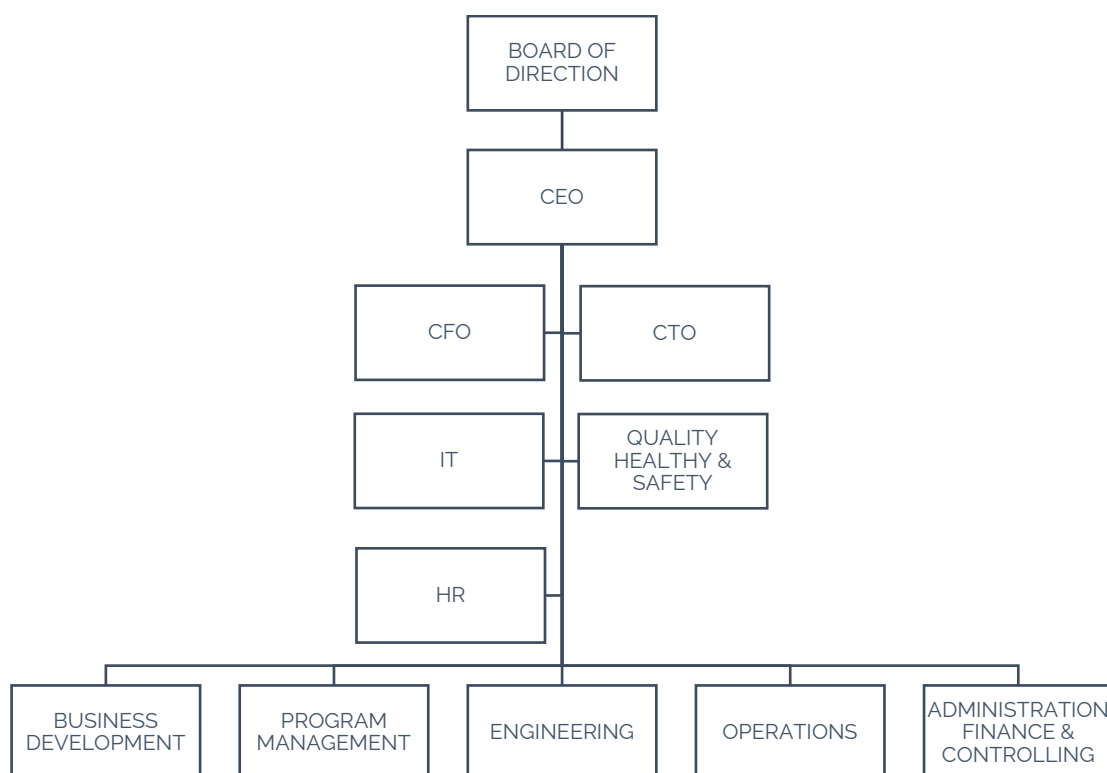 BOARD OF
DIRECTION
CEO
CFO
CTO
IT
QUALITY
HEALTHY &
SAFETY
HR
BUSINESS
DEVELOPMENT
PROGRAM
MANAGEMENT
ENGINEERING
OPERATIONS
ADMINISTRATION
FINANCE &
CONTROLLING